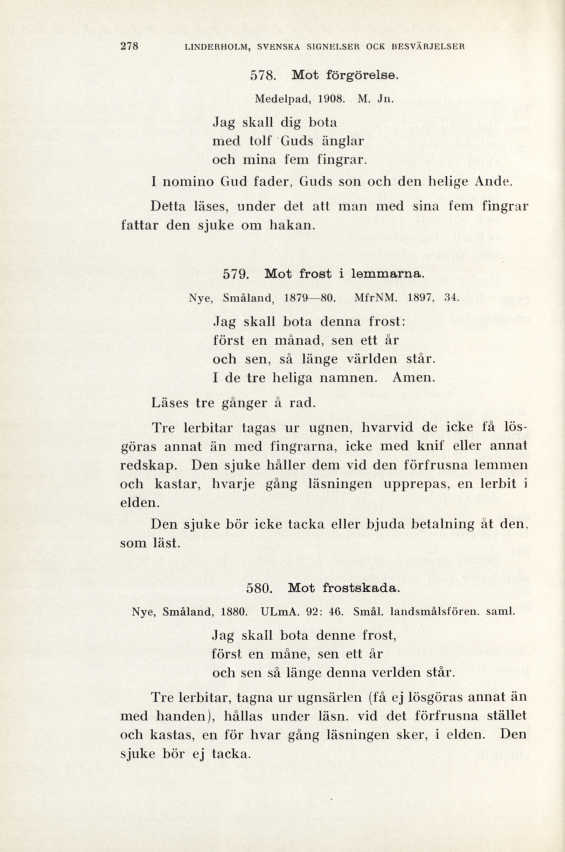 278 LINDERHOLM, SVENSKA SIGNELSER OCK BESVÄRJELSER
578. Mot förgörelse.
Medelpad, 1908. M. Jn.
Jag skall dig bota
med tolf Guds änglar
och mina fem fingrar.
I nomino Gud fader, Guds son och den helige Ande.
Detta läses, under det att man med sina fem fingrar
fattar den sjuke om hakan.
579. Mot frost i lemmarna.
Nye, Småland, 1879—80. MfrNM. 1897, 34.
Jag skall bota denna frost:
först en månad, sen ett år
och sen, så länge världen står.
I de tre heliga namnen. Amen.
Läses tre gånger å rad.
Tre lerbitar tagas ur ugnen, hvarvid de icke få lös-
göras annat än med fingrarna, icke med knif eller annat
redskap. Den sjuke håller dem vid den förfrusna lemmen
och kastar, hvarje gång läsningen upprepas, en lerbit i
elden.
Den sjuke bör icke tacka eller bjuda betalning åt den,
som läst.
580. Mot frostskada.
Nye, Småland, 1880. ULmA. 92: 46. Smål. landsmålsfören. saml.
Jag skall bota denne frost,
först en måne, sen ett år
och sen så länge denna verlden står.
Tre lerbitar, tagna ur ugnsärlen (få ej lösgöras annat än
med handen), hållas under läsn. vid det förfrusna stället
och kastas, en för hvar gång läsningen sker, i elden. Den
sjuke bör ej tacka.